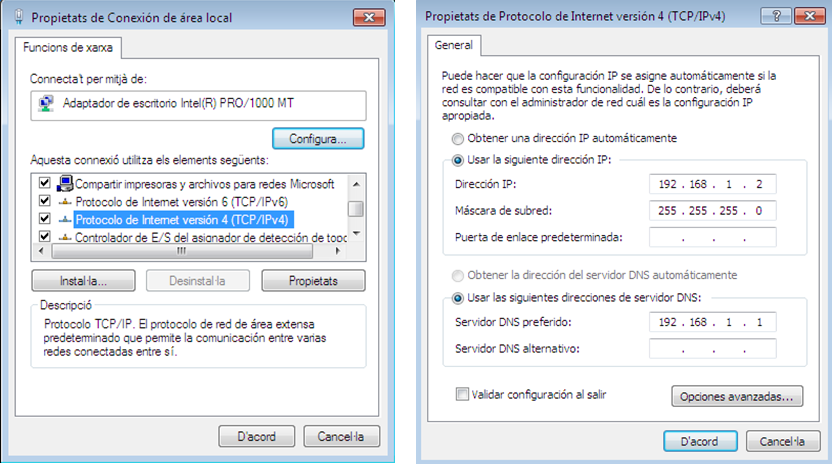 Propietats de Conexión de área local
Funcions de xarxa
Connecta't per mitjà de:
Adaptador de escritorio Intel(R) PRO/1000 MT
Configura...
Aquesta connexió utilitza els elements següents:
Compartir impresoras y archivos para redes Microsoft
Protocolo de Internet versión 6 (TCP/IPv6)
Protocolo de Internet versión 4 (TCP/IPv4)
Controlador de E/S del asignador de detección de topo
Instal·la...
Desinstal·la
Propietats
Descripció
Protocolo TCP/IP. El protocolo de red de área extensa
predeterminado que permite la comunicación entre varias
redes conectadas entre sí.
D'acord
Cancel·la
Propietats de Protocolo de Internet versión 4 (TCP/IPv4)
General
Puede hacer que la configuración IP se asigne automáticamente si la
red es compatible con esta funcionalidad. De lo contrario, deberá
consultar con el administrador de red cuál es la configuración IP
apropiada.
Obtener una dirección IP automáticamente
Usar la siguiente dirección IP:
Dirección IP: 192 . 168 . 1 . 2
Máscara de subred: 255 . 255 . 255 . 0
Puerta de enlace predeterminada: . . .
Obtener la dirección del servidor DNS automáticamente
Usar las siguientes direcciones de servidor DNS:
Servidor DNS preferido: 192 . 168 . 1 . 1
Servidor DNS alternativo: . . .
Validar configuración al salir
Opciones avanzadas...
D'acord
Cancel·la